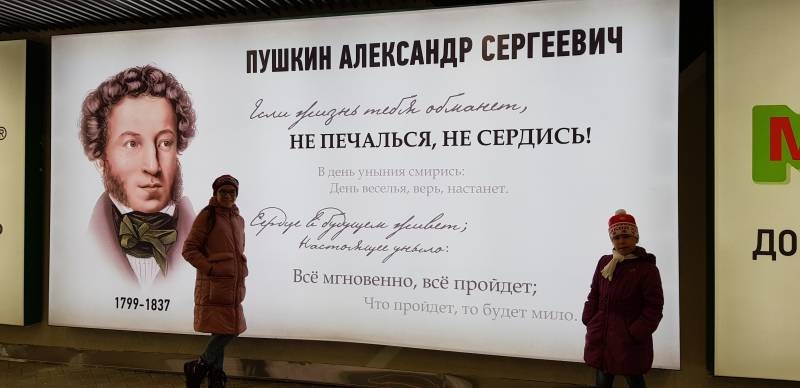 ПУШКИН АЛЕКСАНДР СЕРГЕЕВИЧ
Если жизнь тебя обманет,
НЕ ПЕЧАЛЬСЯ, НЕ СЕРДИСЬ!
В день уныния смирись:
День веселья, верь, настанет.
Сердце в будущем живет;
Настоящее уныло:
Всё мгновенно, всё пройдет;
Что пройдет, то будет мило.
1799-1837
®
М
ДО